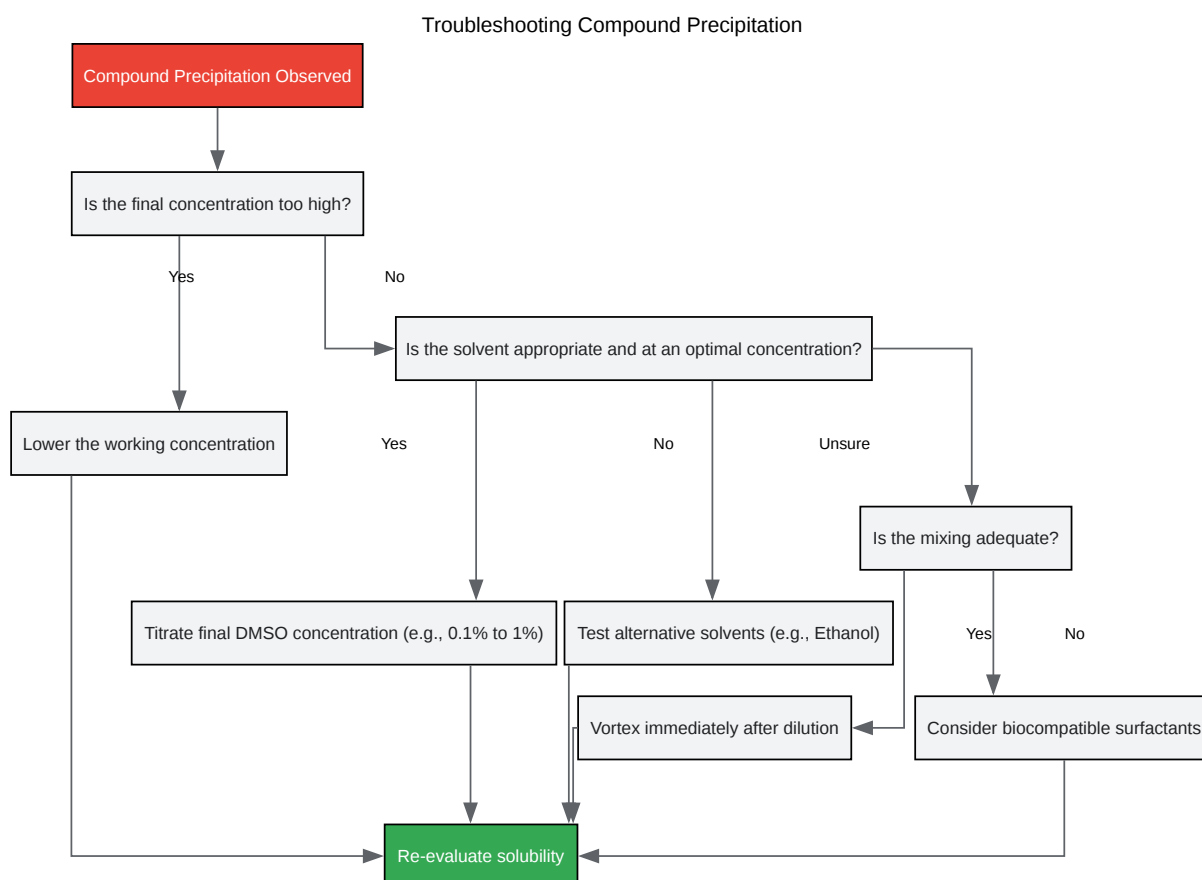 Troubleshooting Compound Precipitation
Compound Precipitation Observed
Is the final concentration too high?
Yes
No
Is the solvent appropriate and at an optimal concentration?
Lower the working concentration
Yes
No
Unsure
Is the mixing adequate?
Titrate final DMSO concentration (e.g., 0.1% to 1%)
Test alternative solvents (e.g., Ethanol)
Yes
No
Vortex immediately after dilution
Consider biocompatible surfactants
Re-evaluate solubility